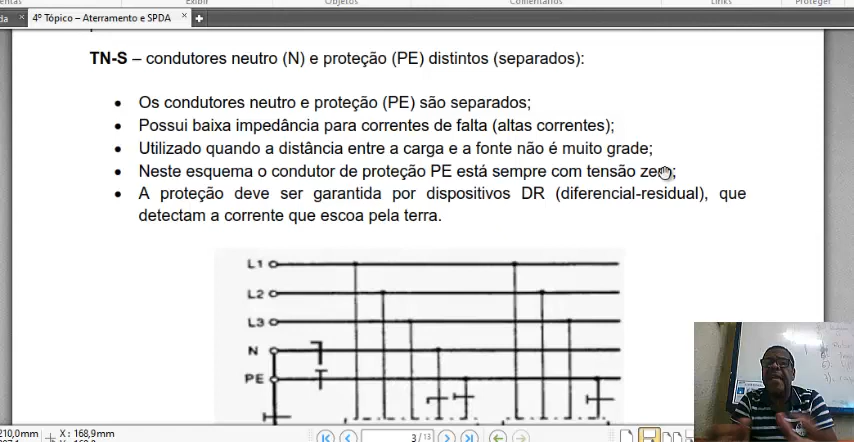 Exibir
Objetos
Comentários
Links
Proteger
da × 4º Tópico – Aterramento e SPDA ×
TN-S – condutores neutro (N) e proteção (PE) distintos (separados):
• Os condutores neutro e proteção (PE) são separados;
• Possui baixa impedância para correntes de falta (altas correntes);
• Utilizado quando a distância entre a carga e a fonte não é muito grade;
• Neste esquema o condutor de proteção PE está sempre com tensão zero;
• A proteção deve ser garantida por dispositivos DR (diferencial-residual), que
detectam a corrente que escoa pela terra.
L1
L2
L3
N
PE
210,0mm X: 168,9mm
3 / 13